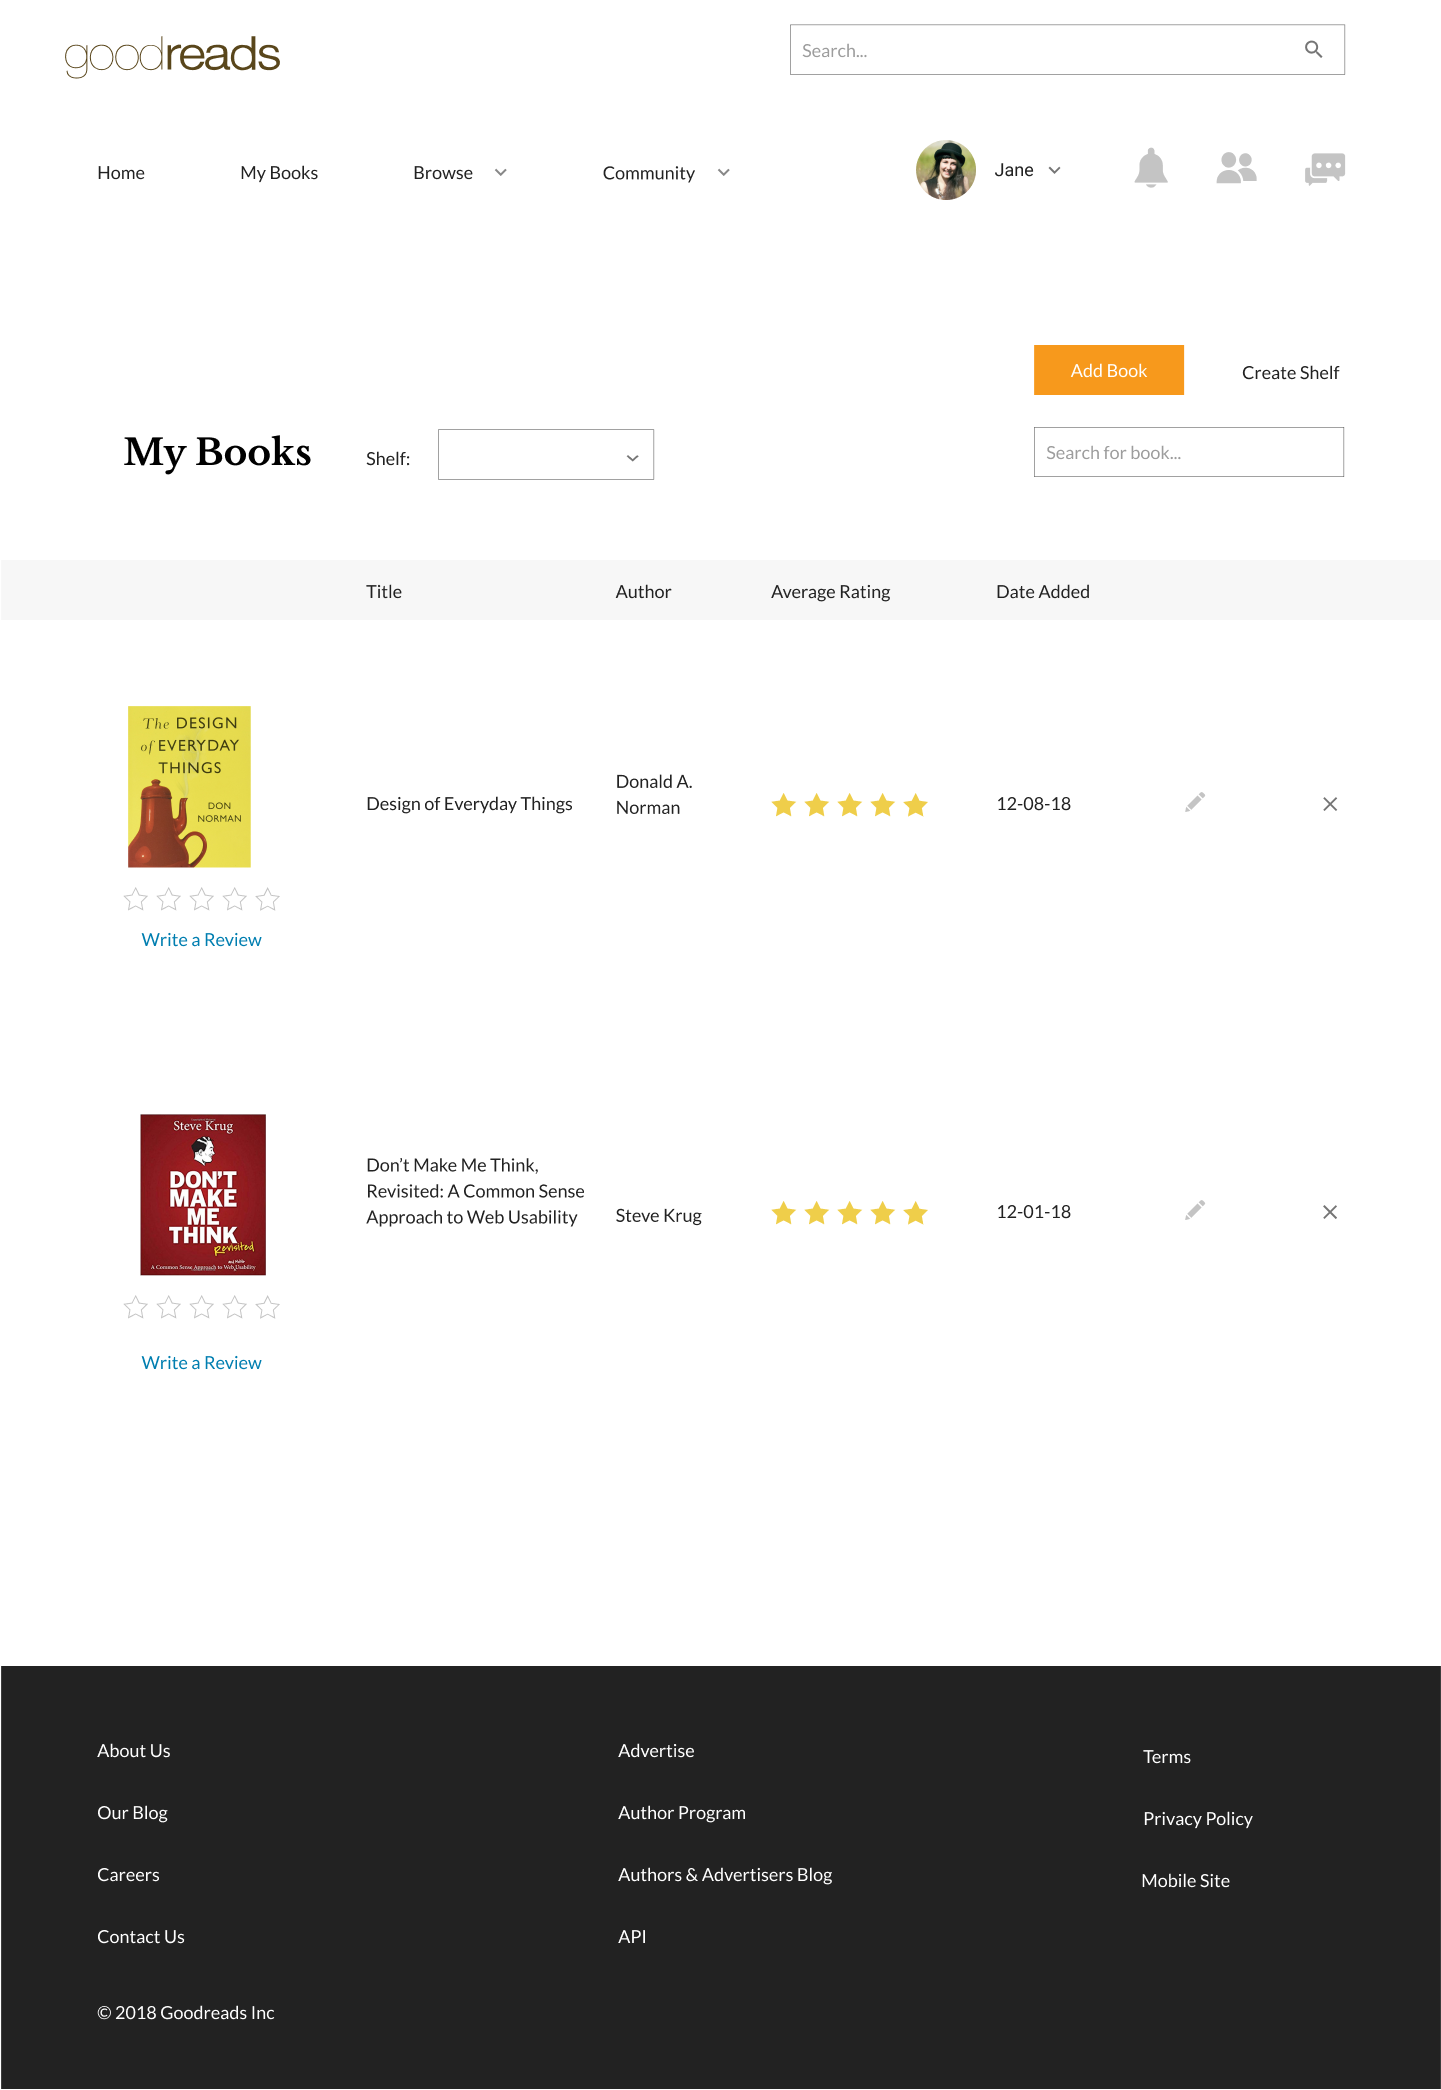 goodreads
Search...
Home
My Books
Browse
Community
Jane
Add Book
Create Shelf
My Books
Shelf:
Search for book...
Title
Author
Average Rating
Date Added
The DESIGN
of EVERYDAY
THINGS
DON
NORMAN
Design of Everyday Things
Donald A.
Norman
12-08-18
Write a Review
Steve Krug
DON'T
MAKE
ME
THINK
Revisited
and Mobile
A Common Sense Approach to Web Usability
Don’t Make Me Think,
Revisited: A Common Sense
Approach to Web Usability
Steve Krug
12-01-18
Write a Review
About Us
Our Blog
Careers
Contact Us
© 2018 Goodreads Inc
Advertise
Author Program
Authors & Advertisers Blog
API
Terms
Privacy Policy
Mobile Site